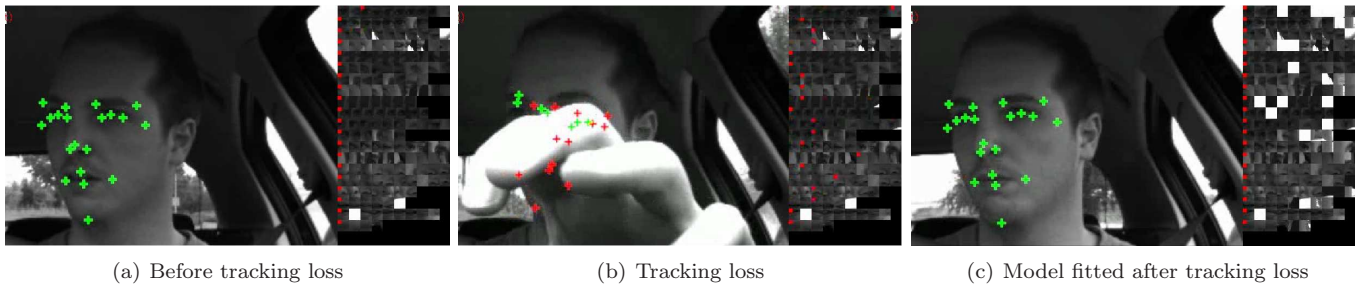 (a) Before tracking loss
(b) Tracking loss
(c) Model fitted after tracking loss